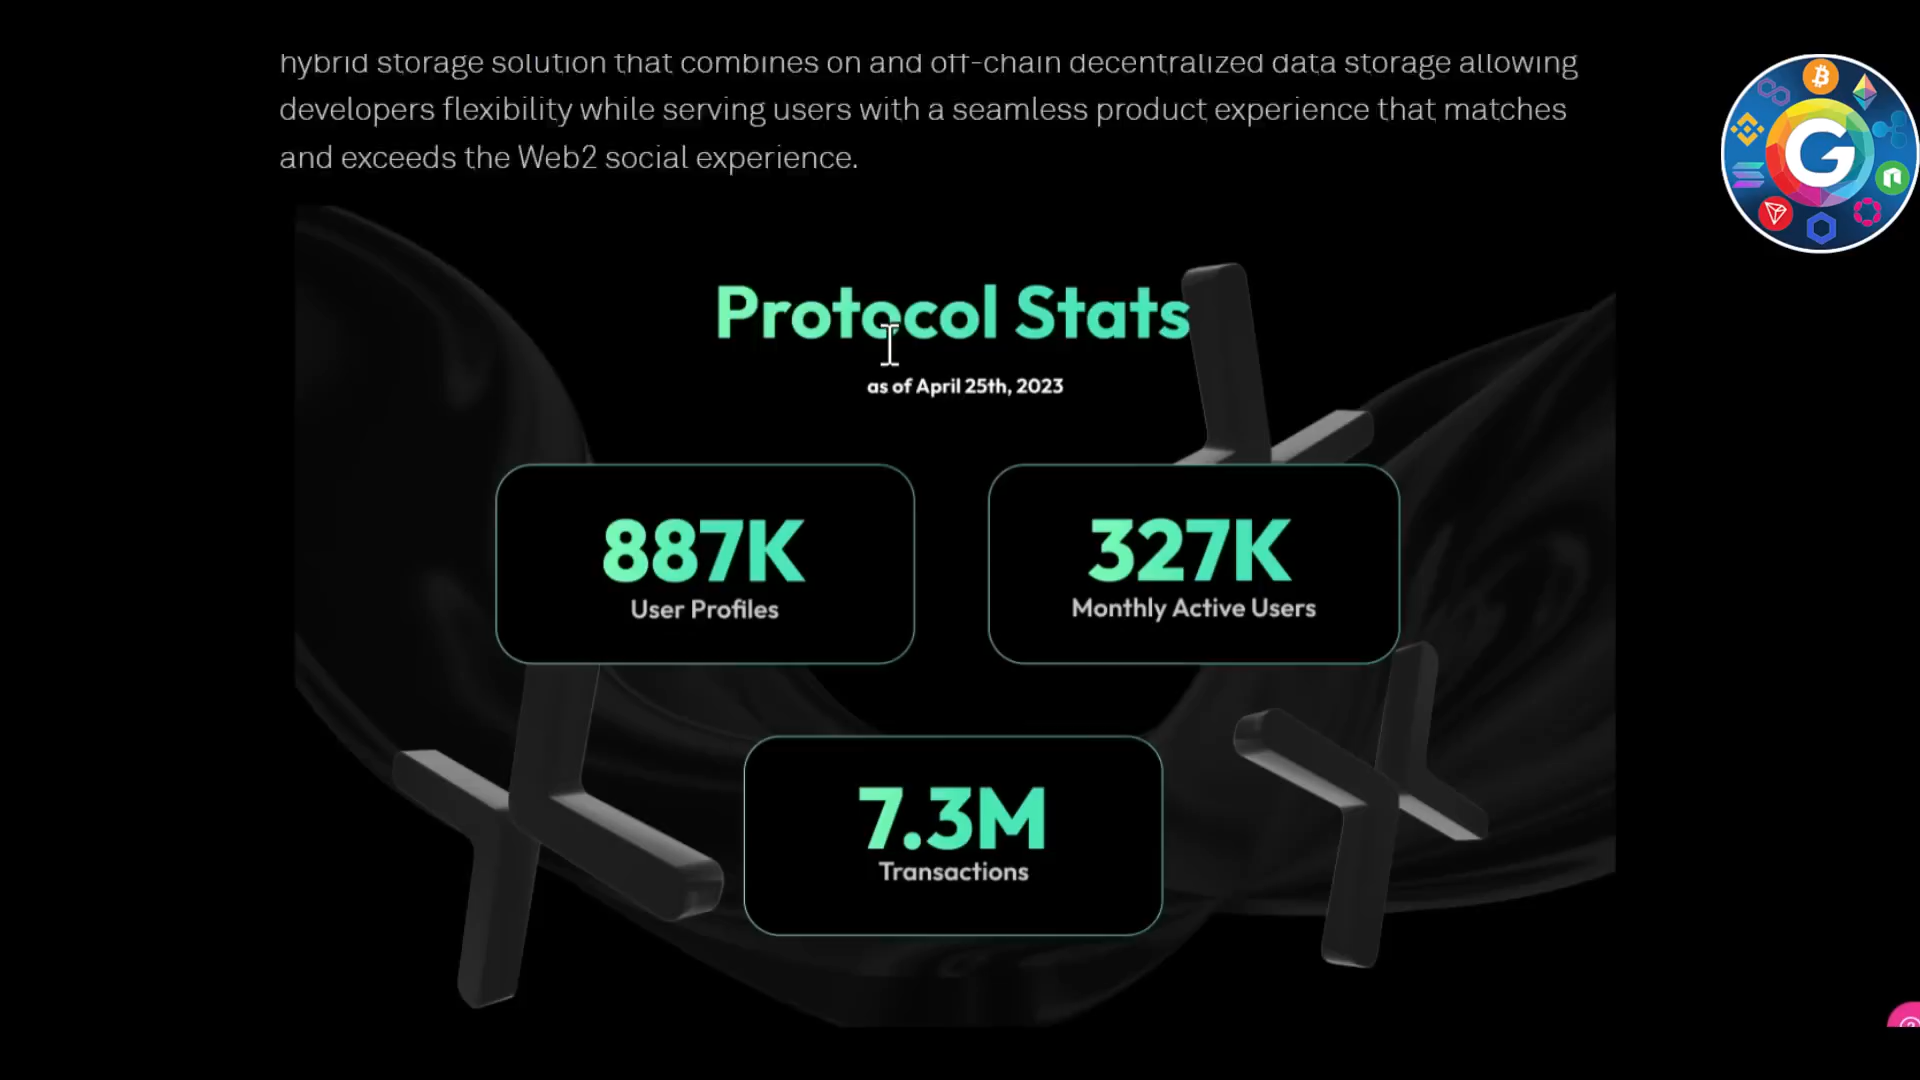 hybrid storage solution that combines on and off-chain decentralized data storage allowing
developers flexibility while serving users with a seamless product experience that matches
and exceeds the Web2 social experience.
G
Protocol Stats
as of April 25th, 2023
887K
User Profiles
327K
Monthly Active Users
7.3M
Transactions